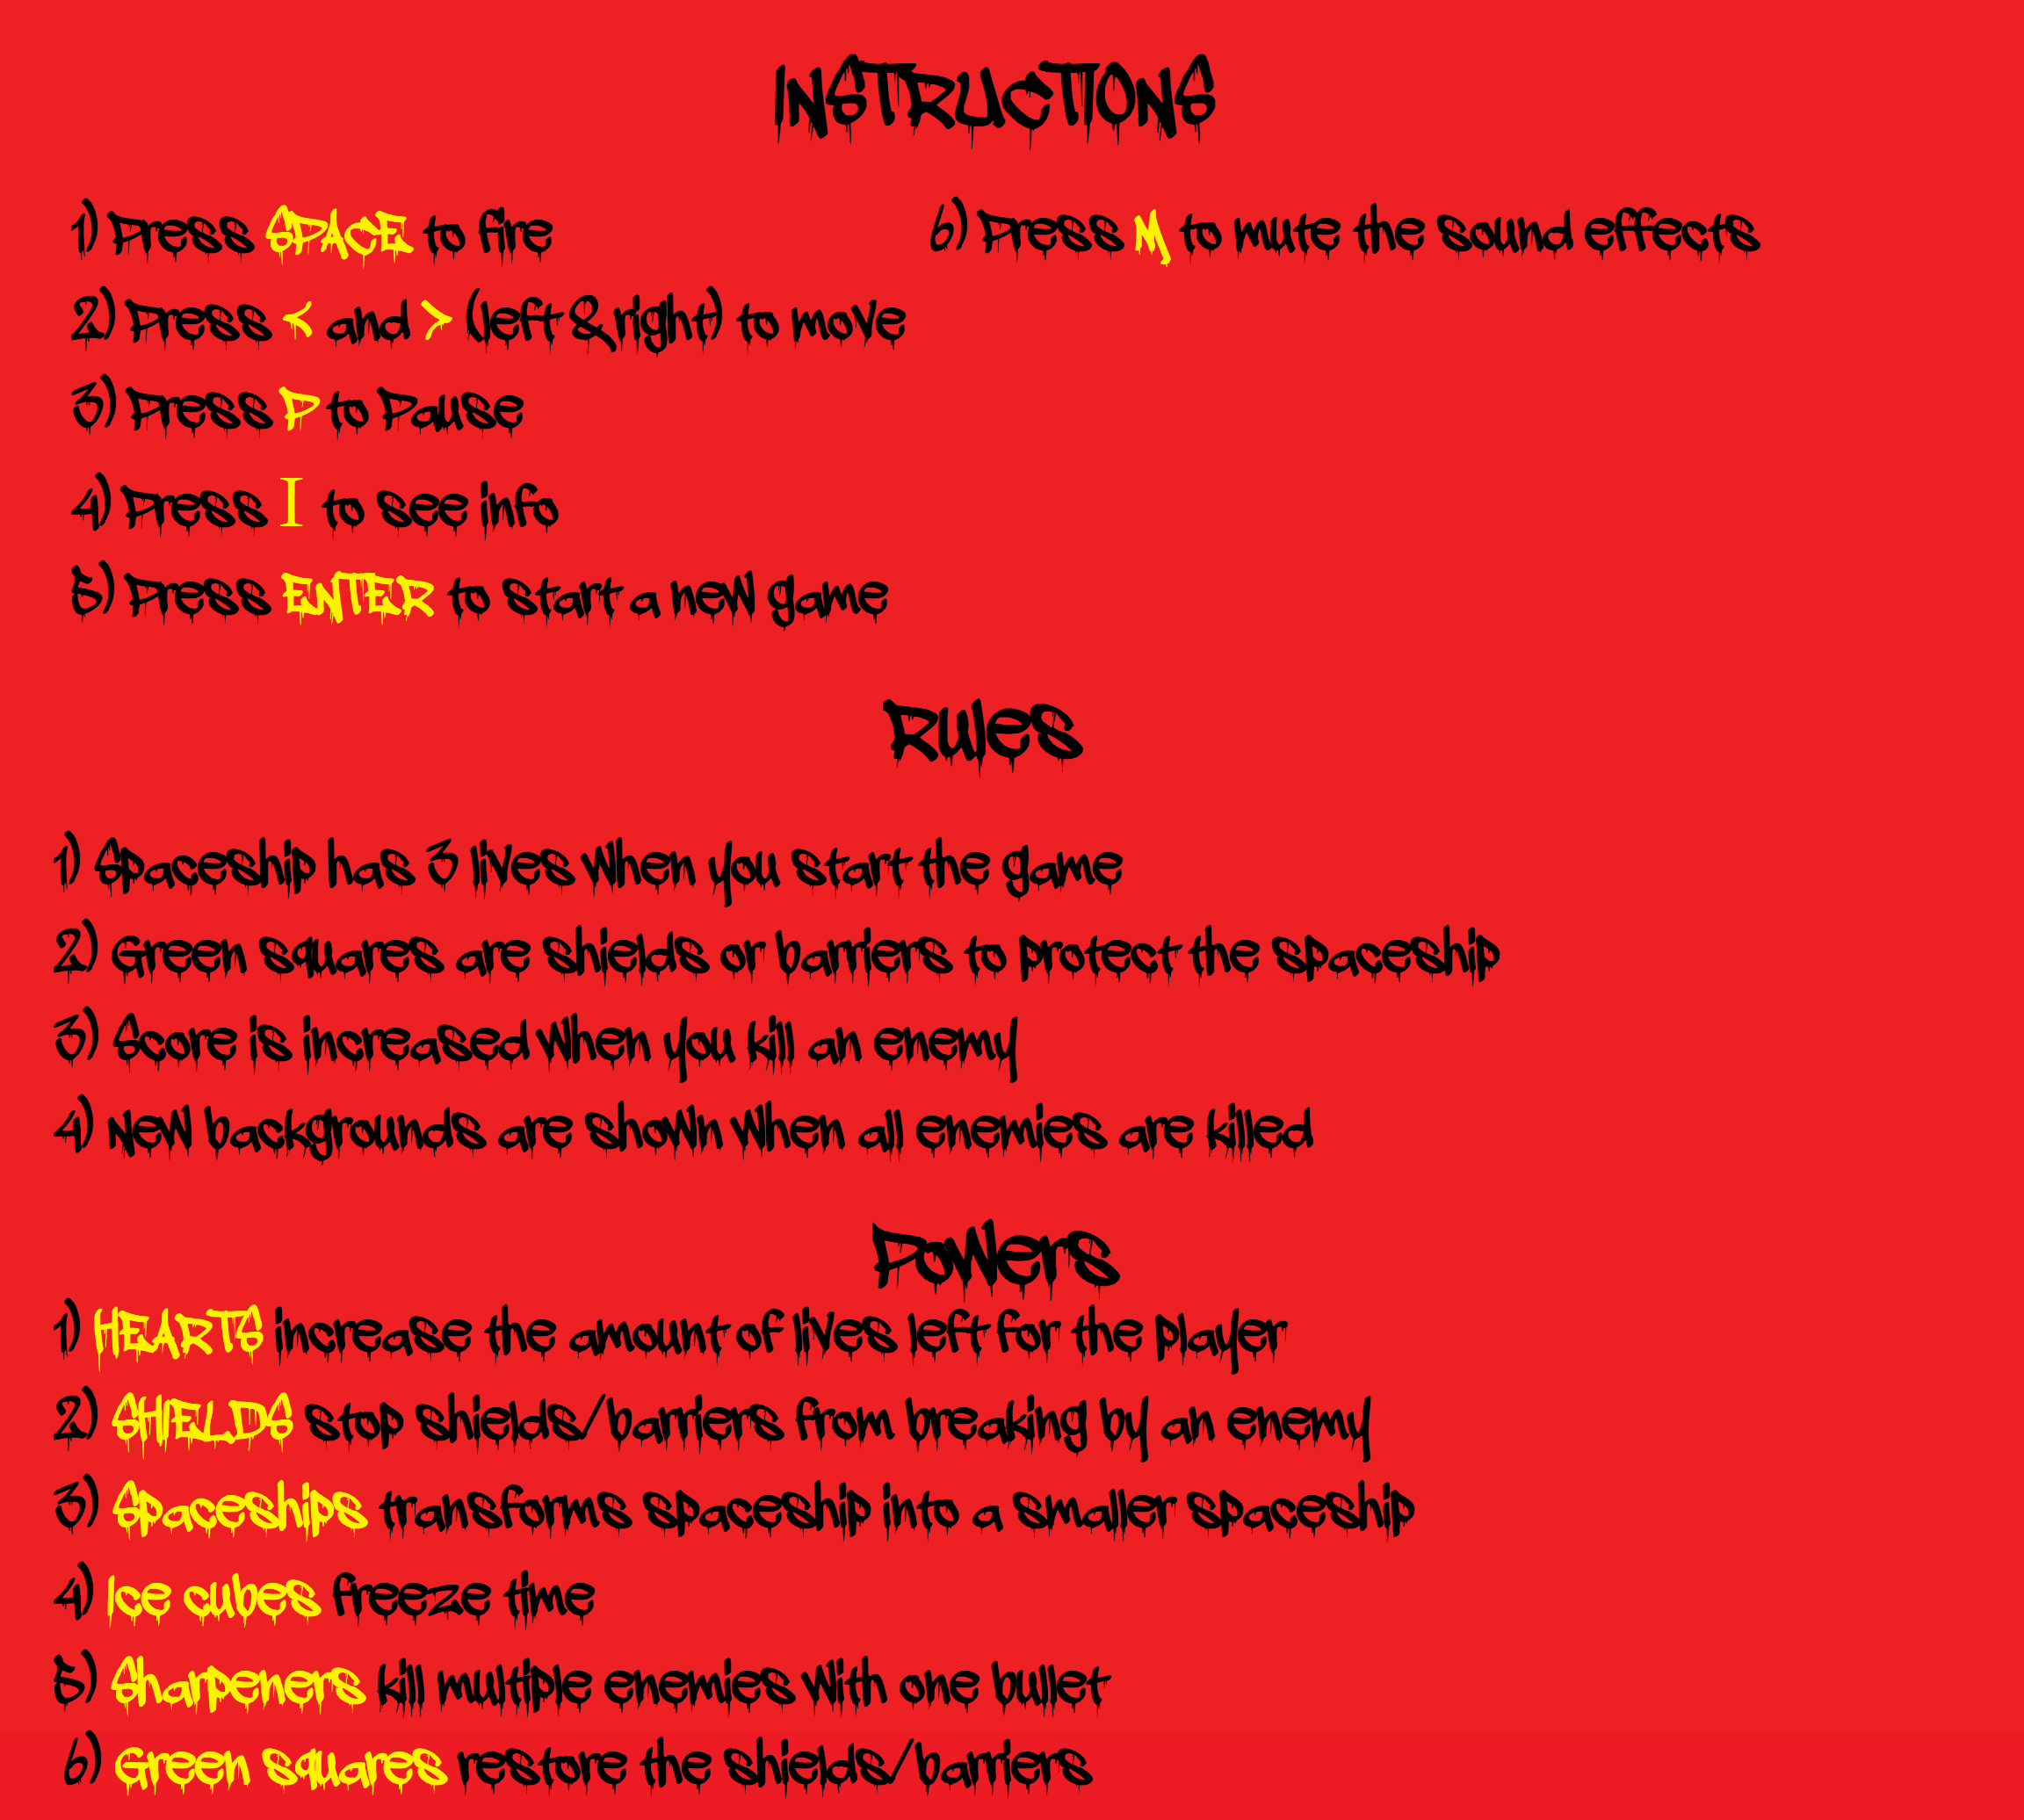 INSTRUCTIONS
1) Press SPACE to fire
2) Press < and > (left & right) to move
3) Press P to Pause
4) Press I to see info
5) Press ENTER to start a new game
6) Press M to mute the sound effects
Rules
1) Spaceship has 3 lives when you start the game
2) Green squares are shields or barriers to protect the spaceship
3) Score is increased when you kill an enemy
4) New backgrounds are shown when all enemies are killed
Powers
1) HEARTS increase the amount of lives left for the player
2) SHIELDS stop shields/barriers from breaking by an enemy
3) Spaceships transforms spaceship into a smaller spaceship
4) Ice cubes freeze time
5) Sharpeners kill multiple enemies with one bullet
6) Green squares restore the shields/barriers